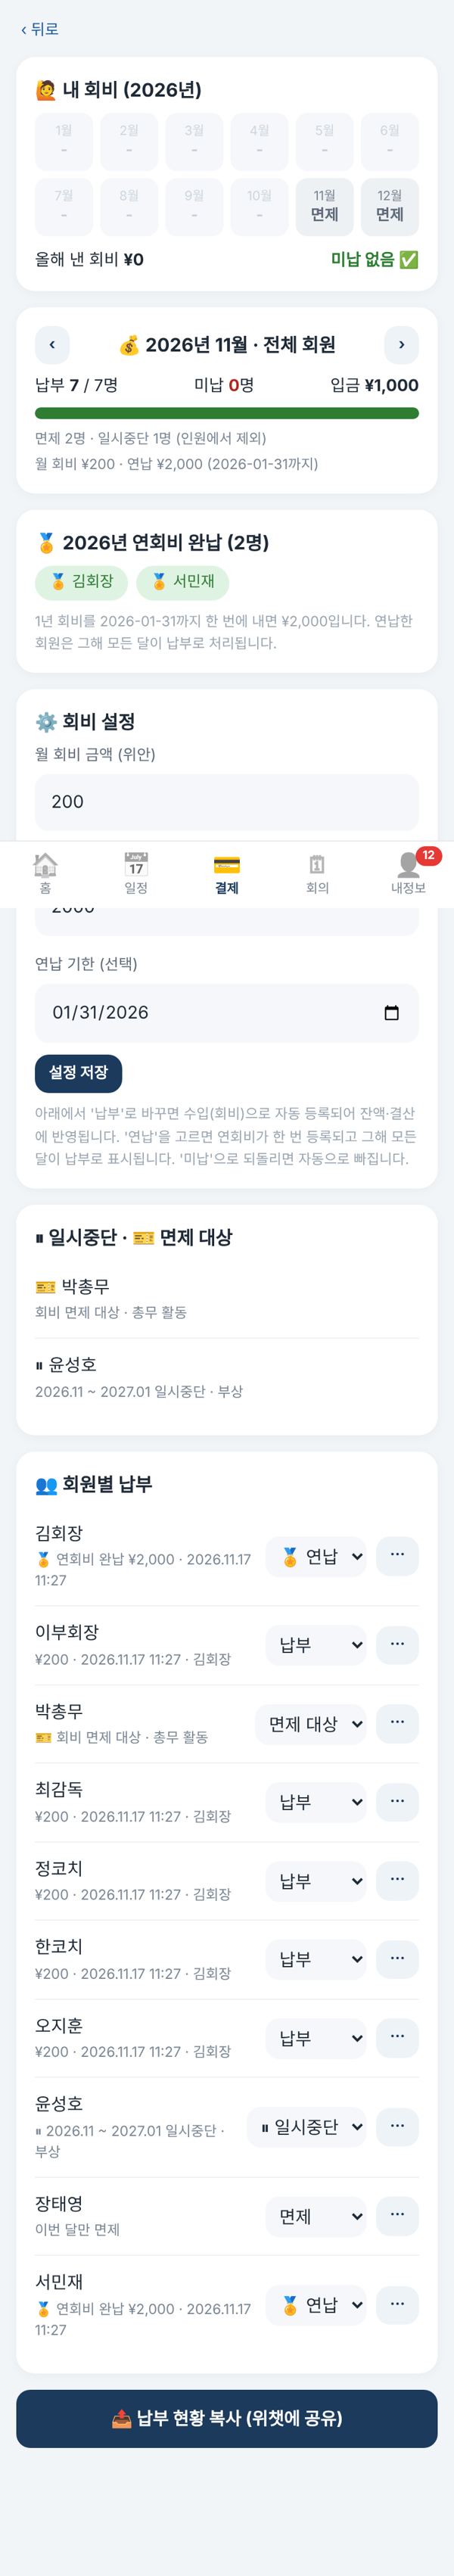 ‹ 뒤로
🙋 내 회비 (2026년)
1월 2월 3월 4월 5월 6월
- - - - - -
7월 8월 9월 10월 11월 12월
- - - - 면제 면제
올해 낸 회비 ¥0 미납 없음 ✅
‹ 💰 2026년 11월 · 전체 회원 ›
납부 7 / 7명 미납 0명 입금 ¥1,000
면제 2명 · 일시중단 1명 (인원에서 제외)
월 회비 ¥200 · 연납 ¥2,000 (2026-01-31까지)
🏅 2026년 연회비 완납 (2명)
🏅 김회장 🏅 서민재
1년 회비를 2026-01-31까지 한 번에 내면 ¥2,000입니다. 연납한
회원은 그해 모든 달이 납부로 처리됩니다.
⚙️ 회비 설정
월 회비 금액 (위안)
200
홈 일정 결제 회의 내정보
12
2000
연납 기한 (선택)
01/31/2026
설정 저장
아래에서 '납부'로 바꾸면 수입(회비)으로 자동 등록되어 잔액·결산
에 반영됩니다. '연납'을 고르면 연회비가 한 번 등록되고 그해 모든
달이 납부로 표시됩니다. '미납'으로 되돌리면 자동으로 빠집니다.
⏸ 일시중단 · 🎫 면제 대상
🎫 박총무
회비 면제 대상 · 총무 활동
⏸ 윤성호
2026.11 ~ 2027.01 일시중단 · 부상
👥 회원별 납부
김회장
🏅 연회비 완납 ¥2,000 · 2026.11.17
11:27
🏅 연납 ···
이부회장
¥200 · 2026.11.17 11:27 · 김회장
납부 ···
박총무
🎫 회비 면제 대상 · 총무 활동
면제 대상 ···
최감독
¥200 · 2026.11.17 11:27 · 김회장
납부 ···
정코치
¥200 · 2026.11.17 11:27 · 김회장
납부 ···
한코치
¥200 · 2026.11.17 11:27 · 김회장
납부 ···
오지훈
¥200 · 2026.11.17 11:27 · 김회장
납부 ···
윤성호
⏸ 2026.11 ~ 2027.01 일시중단 ·
부상
⏸ 일시중단 ···
장태영
이번 달만 면제
면제 ···
서민재
🏅 연회비 완납 ¥2,000 · 2026.11.17
11:27
🏅 연납 ···
📤 납부 현황 복사 (위챗에 공유)